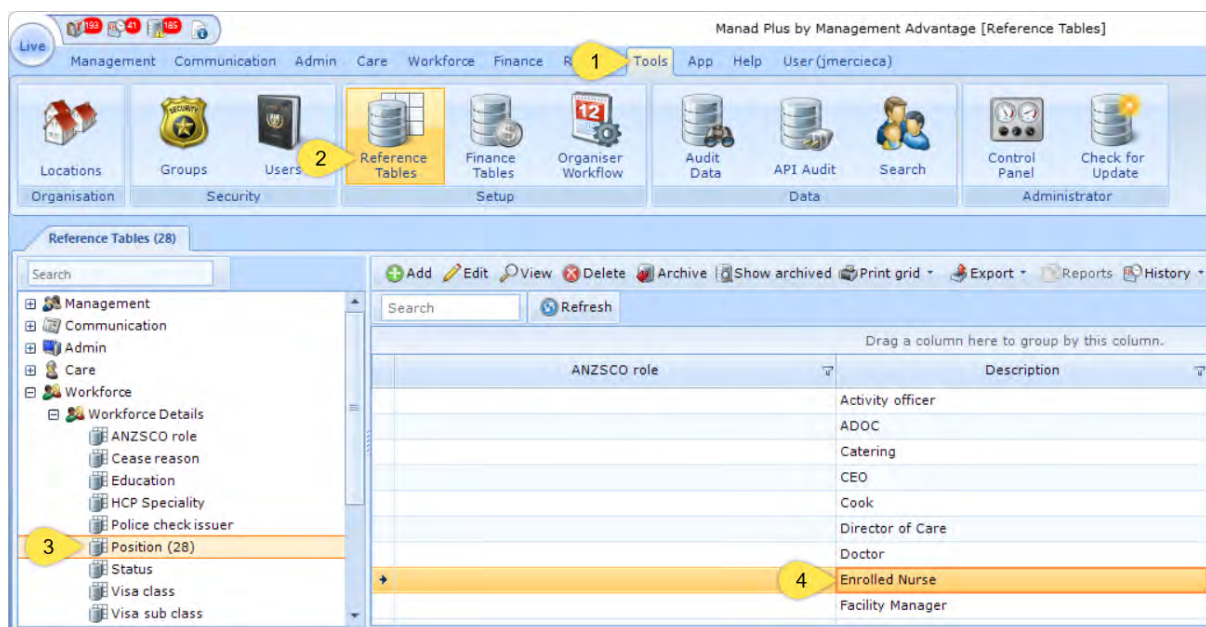 193 41 185
Manad Plus by Management Advantage [Reference Tables]
Live
Management Communication Admin Care Workforce Finance R 1 Tools App Help User (jmercieca)
Locations
Groups
Users
2
Reference Tables
Finance Tables
Organiser Workflow
Audit Data
API Audit
Search
Control Panel
Check for Update
Organisation Security Setup Data Administrator
Reference Tables (28)
Search
Management
Communication
Admin
Care
Workforce
Workforce Details
ANZSCO role
Cease reason
Education
HCP Speciality
Police check issuer
3 Position (28)
Status
Visa class
Visa sub class
Add Edit View Delete Archive Show archived Print grid Export Reports History
Search Refresh
Drag a column here to group by this column.
ANZSCO role Description
Activity officer
ADOC
Catering
CEO
Cook
Director of Care
Doctor
4 Enrolled Nurse
Facility Manager